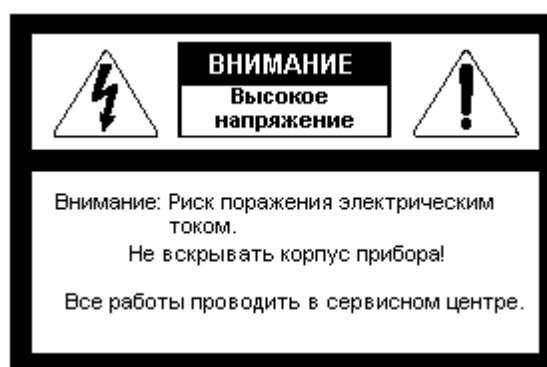 ВНИМАНИЕ
Высокое
напряжение
Внимание: Риск поражения электрическим
током.
Не вскрывать корпус прибора!
Все работы проводить в сервисном центре.